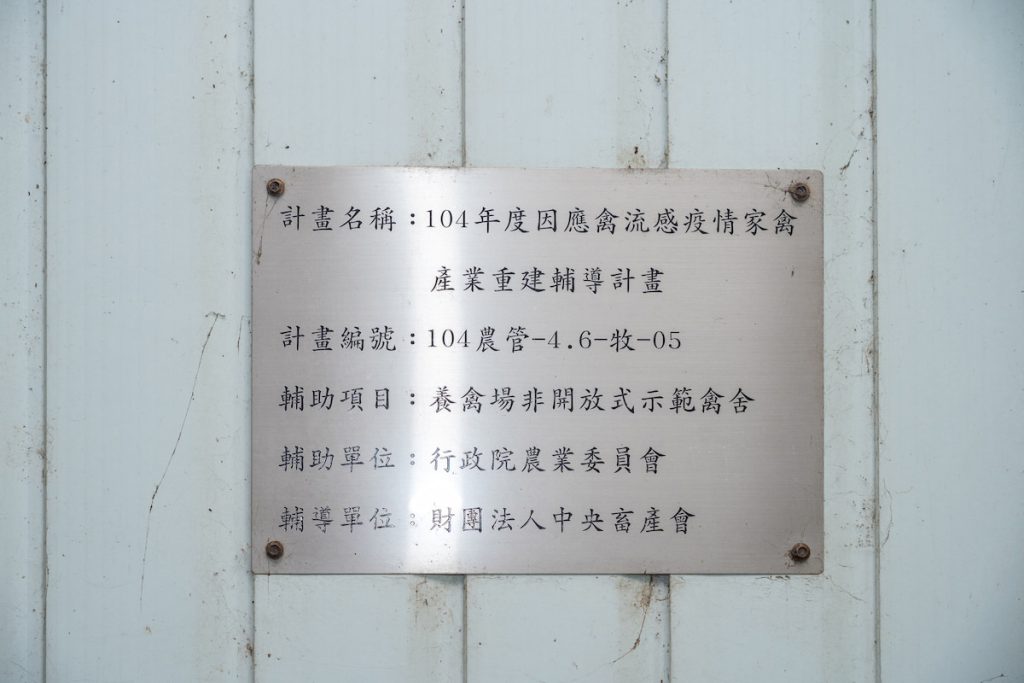 計畫名稱：104年度因應禽流感疫情家禽
產業重建輔導計畫
計畫編號：104農管-4.6-牧-05
輔助項目：養禽場非開放式示範禽舍
輔助單位：行政院農業委員會
輔導單位：財團法人中央畜產會